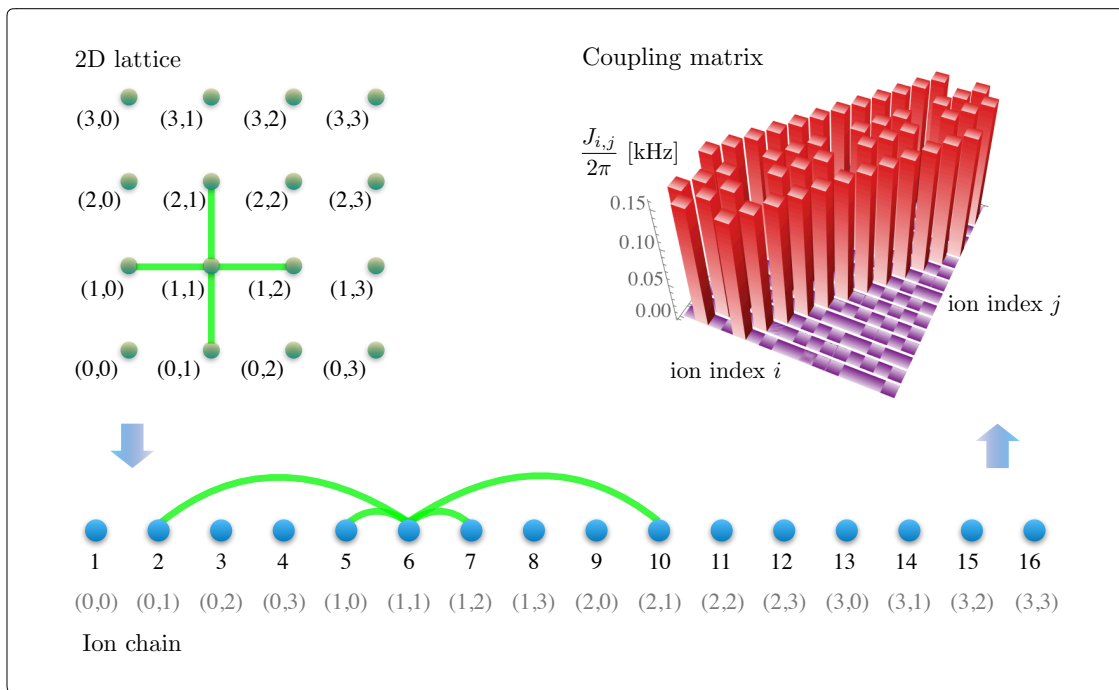 2D lattice
(3,0) (3,1) (3,2) (3,3)
(2,0) (2,1) (2,2) (2,3)
(1,0) (1,1) (1,2) (1,3)
(0,0) (0,1) (0,2) (0,3)
Coupling matrix
J_{i,j}/2π [kHz]
0.15
0.10
0.05
0.00
ion index j
ion index i
1 2 3 4 5 6 7 8 9 10 11 12 13 14 15 16
(0,0) (0,1) (0,2) (0,3) (1,0) (1,1) (1,2) (1,3) (2,0) (2,1) (2,2) (2,3) (3,0) (3,1) (3,2) (3,3)
Ion chain